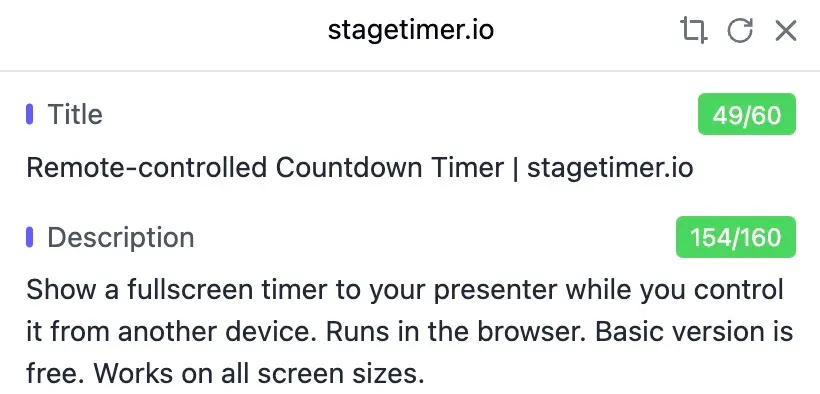 stagetimer.io
Title
49/60
Remote-controlled Countdown Timer | stagetimer.io
Description
154/160
Show a fullscreen timer to your presenter while you control
it from another device. Runs in the browser. Basic version is
free. Works on all screen sizes.